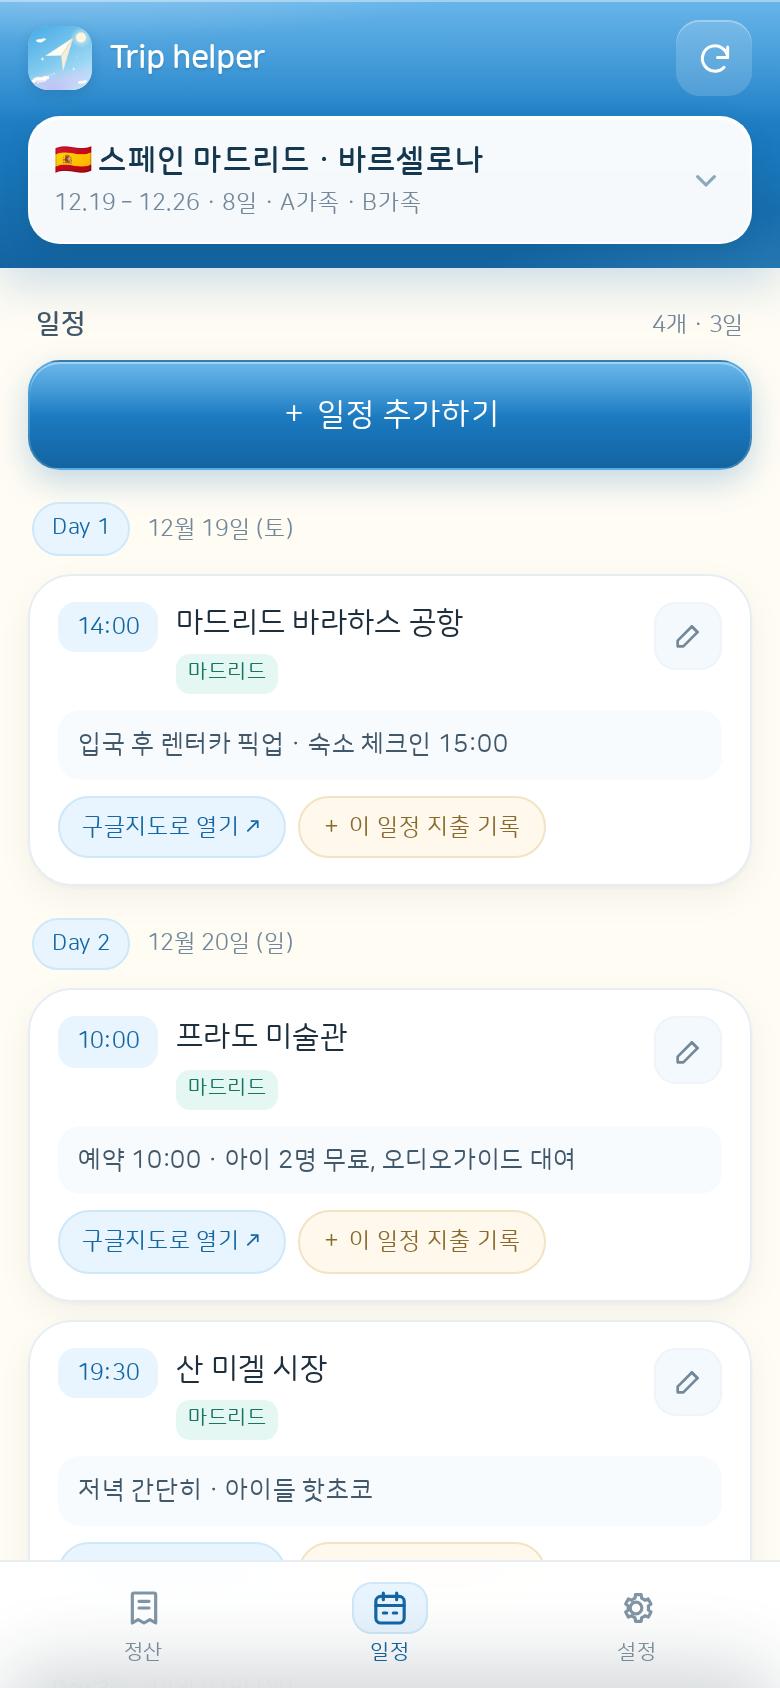 Trip helper
🇪🇸 스페인 마드리드 · 바르셀로나
12.19 – 12.26 · 8일 · A가족 · B가족
일정
4개 · 3일
+ 일정 추가하기
Day 1
12월 19일 (토)
14:00
마드리드 바라하스 공항
마드리드
입국 후 렌터카 픽업 · 숙소 체크인 15:00
구글지도로 열기 ↗
+ 이 일정 지출 기록
Day 2
12월 20일 (일)
10:00
프라도 미술관
마드리드
예약 10:00 · 아이 2명 무료, 오디오가이드 대여
구글지도로 열기 ↗
+ 이 일정 지출 기록
19:30
산 미겔 시장
마드리드
저녁 간단히 · 아이들 핫초코
정산
일정
설정